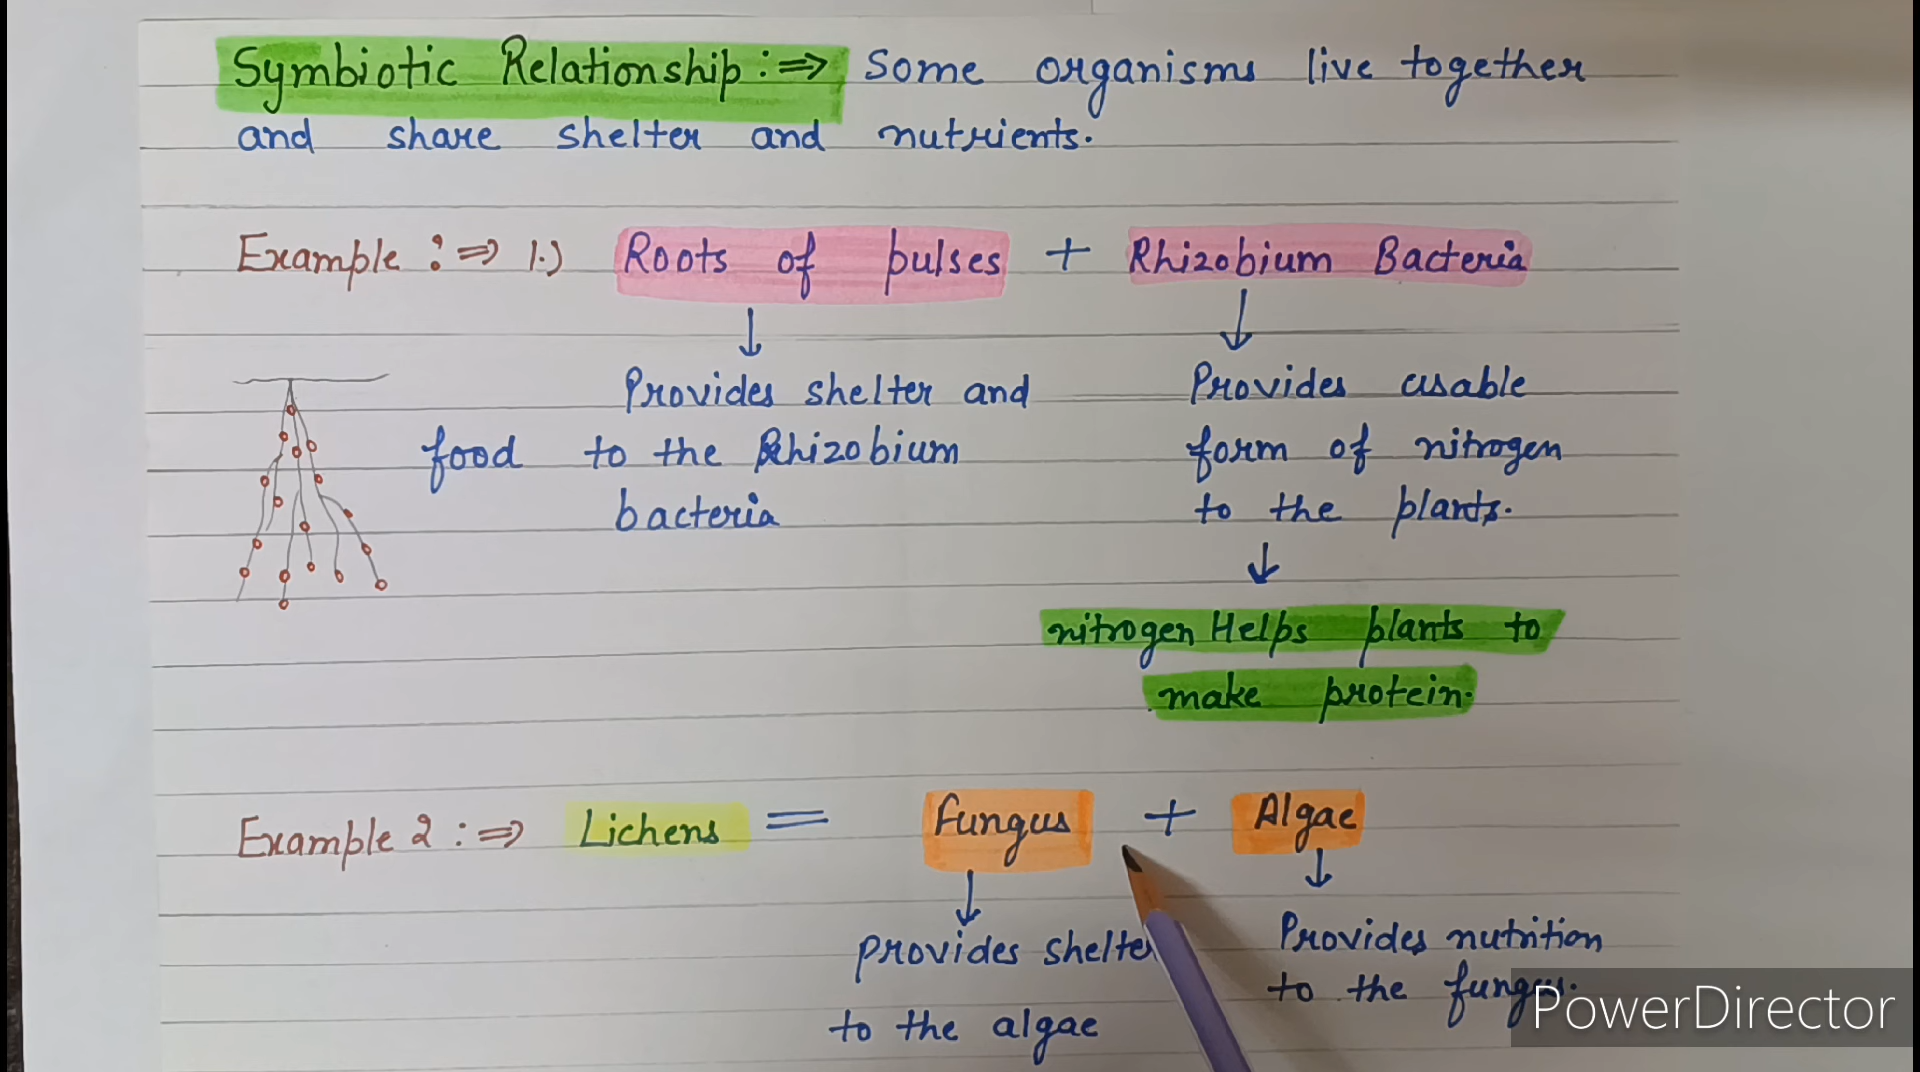 Symbiotic Relationship :⇒ Some organisms live together
and share shelter and nutrients.
Example :⇒ 1.) Roots of pulses + Rhizobium Bacteria
↓ ↓
Provides shelter and
food to the Rhizobium
bacteria
Provides usable
form of nitrogen
to the plants.
↓
nitrogen Helps plants to
make protein.
Example 2 :⇒ Lichens = Fungus + Algae
↓ ↓
provides shelter
to the algae
Provides nutrition
to the fungus.
PowerDirector